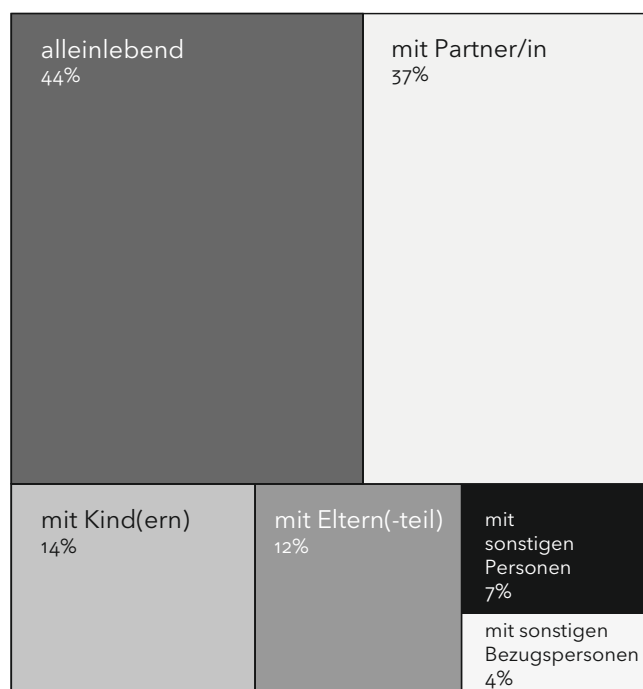 alleinlebend
44%
mit Partner/in
37%
mit Kind(ern)
14%
mit Eltern(-teil)
12%
mit
sonstigen
Personen
7%
mit sonstigen
Bezugspersonen
4%